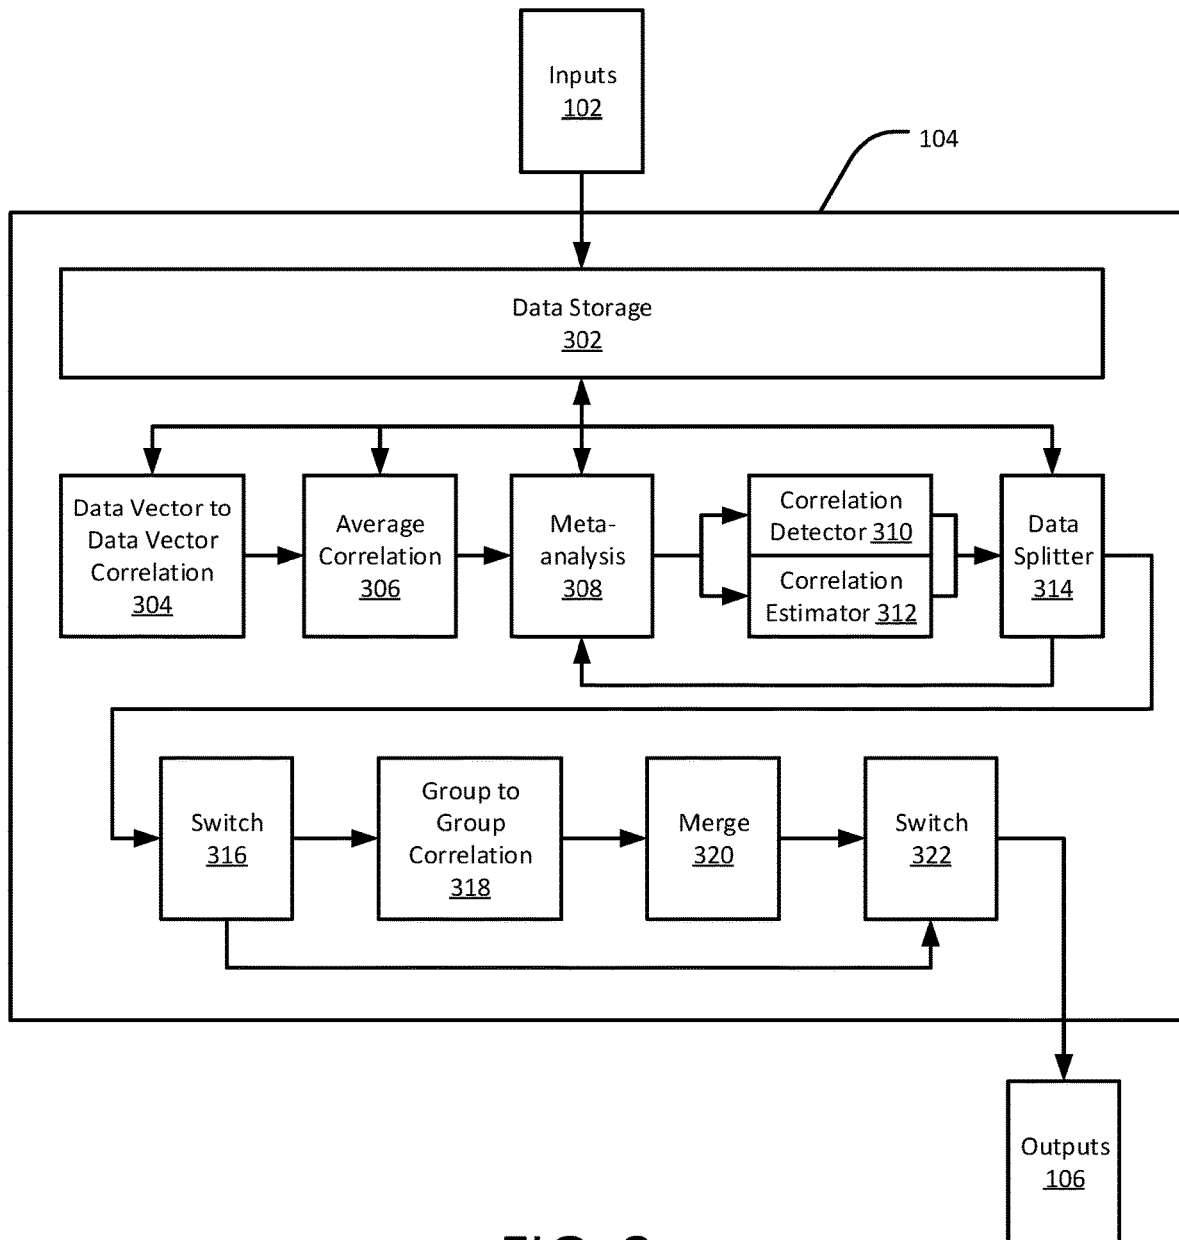 Inputs
102
104
Data Storage
302
Data Vector to
Data Vector
Correlation
304
Average
Correlation
306
Meta-
analysis
308
Correlation
Detector 310
Correlation
Estimator 312
Data
Splitter
314
Switch
316
Group to
Group
Correlation
318
Merge
320
Switch
322
Outputs
106